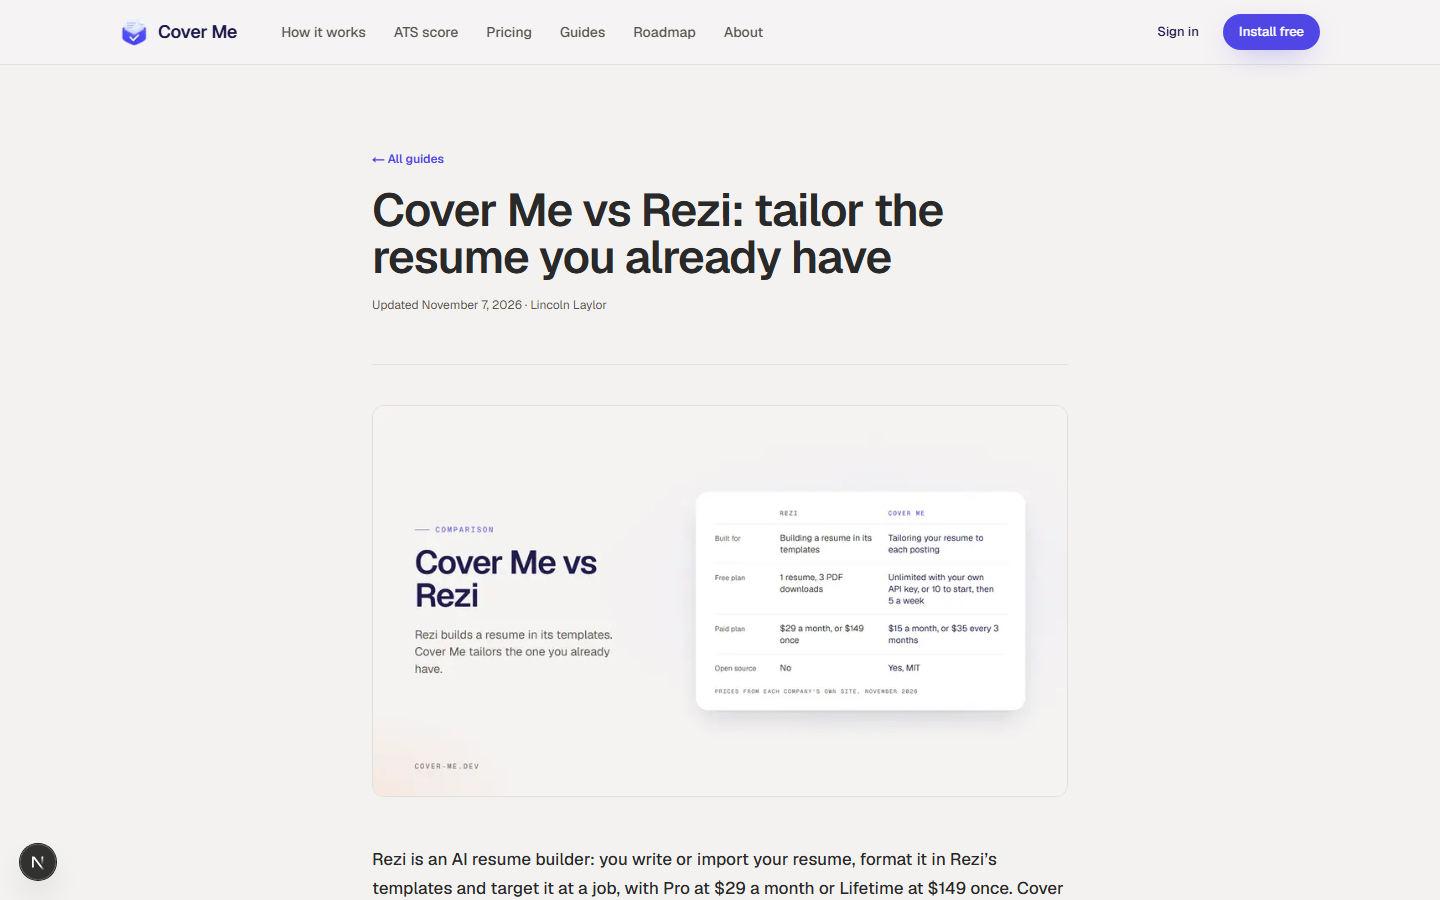 Cover Me
How it works
ATS score
Pricing
Guides
Roadmap
About
Sign in
Install free
← All guides
Cover Me vs Rezi: tailor the
resume you already have
Updated November 7, 2026 · Lincoln Laylor
COMPARISON
Cover Me vs
Rezi
Rezi builds a resume in its templates.
Cover Me tailors the one you already
have.
COVER-ME.DEV
REZI COVER ME
Built for Building a resume in its Tailoring your resume to
templates each posting
Free plan 1 resume, 3 PDF Unlimited with your own
downloads API key, or 10 to start, then
5 a week
Paid plan $29 a month, or $149 $15 a month, or $35 every 3
once months
Open source No Yes, MIT
PRICES FROM EACH COMPANY'S OWN SITE, NOVEMBER 2026
N
Rezi is an AI resume builder: you write or import your resume, format it in Rezi’s
templates and target it at a job, with Pro at $29 a month or Lifetime at $149 once. Cover